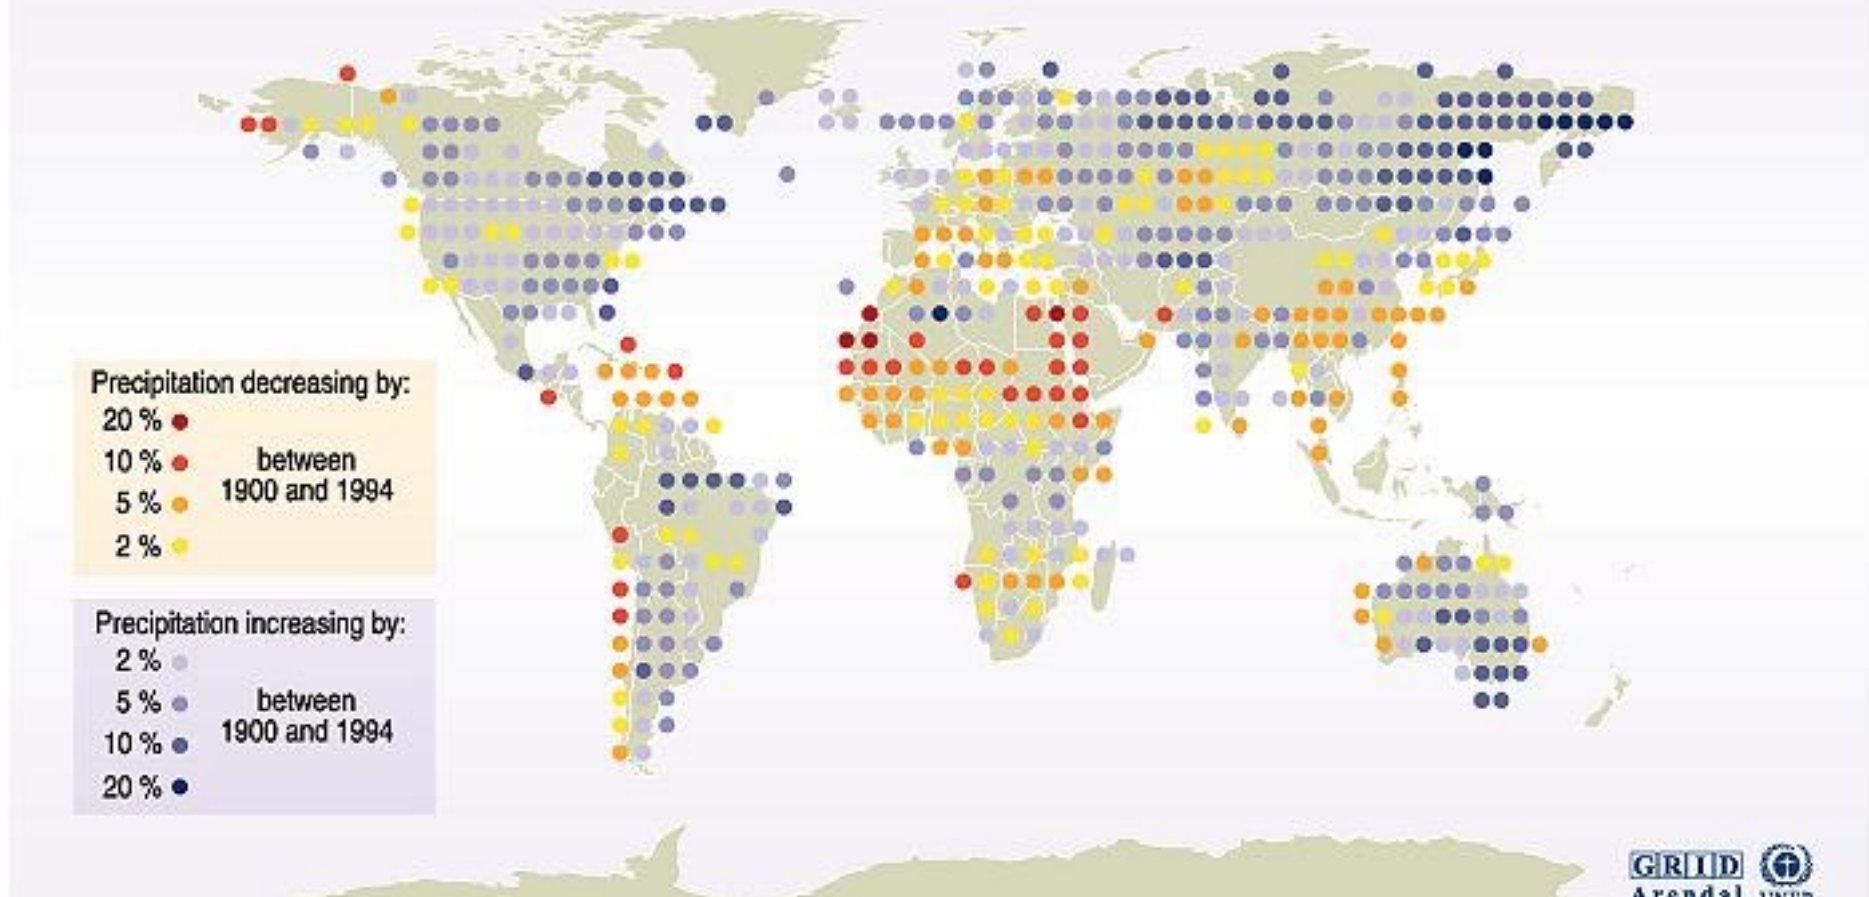 Precipitation decreasing by:
20 %
10 %
5 %
2 %
between
1900 and 1994
Precipitation increasing by:
2 %
5 %
10 %
20 %
between
1900 and 1994
GRID
Arendal UNEP